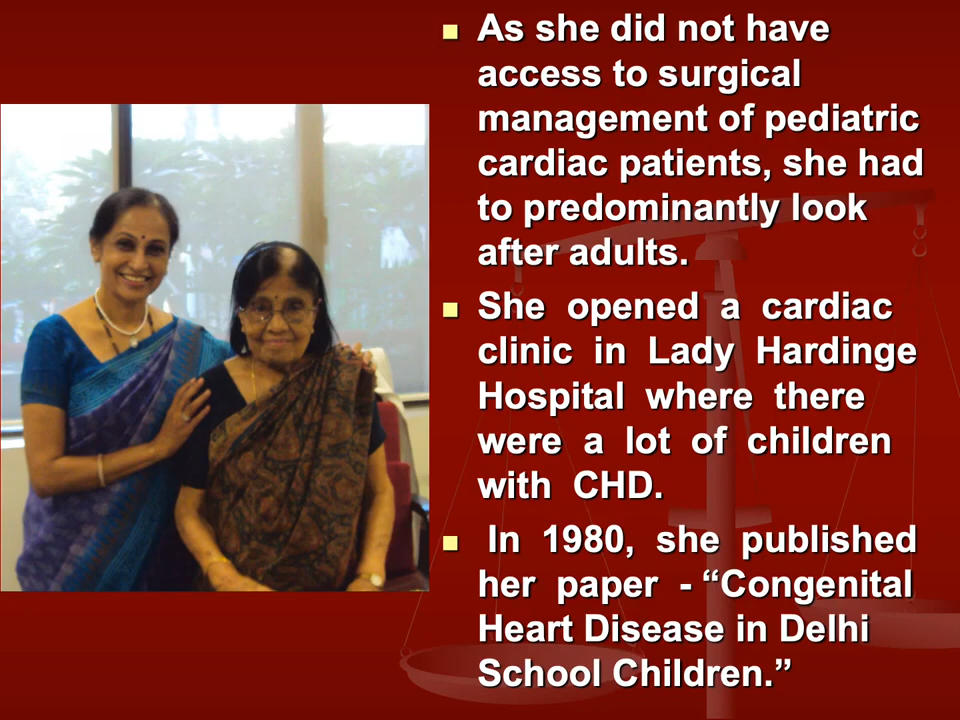 As she did not have
access to surgical
management of pediatric
cardiac patients, she had
to predominantly look
after adults.
She opened a cardiac
clinic in Lady Hardinge
Hospital where there
were a lot of children
with CHD.
In 1980, she published
her paper - “Congenital
Heart Disease in Delhi
School Children.”